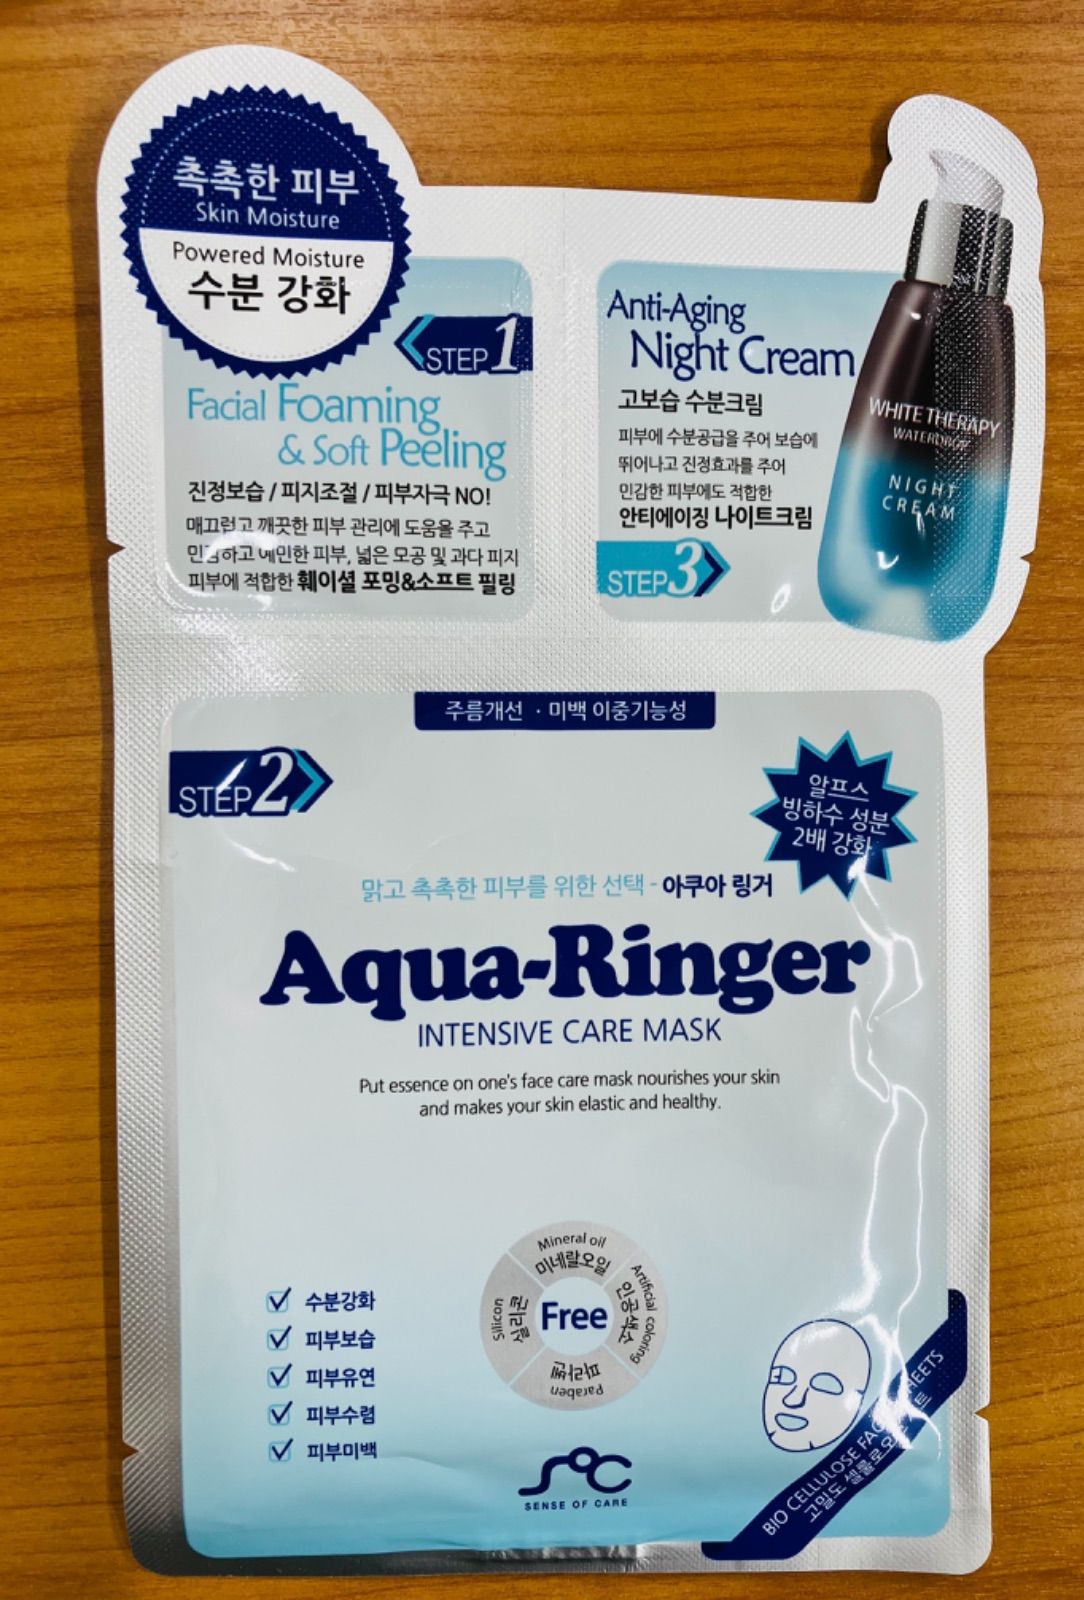 촉촉한 피부
Skin Moisture
Powered Moisture
수분 강화
STEP1
Facial Foaming
& Soft Peeling
진정보습 / 피지조절 / 피부자극 NO!
매끄럽고 깨끗한 피부 관리에 도움을 주고
민감하고 예민한 피부, 넓은 모공 및 과다 피지
피부에 적합한 훼이셜 포밍&소프트 필링
Anti-Aging
Night Cream
고보습 수분크림
피부에 수분공급을 주어 보습에
뛰어나고 진정효과를 주어
민감한 피부에도 적합한
안티에이징 나이트크림
STEP3
WHITE THERAPY
NIGHT
CREAM
주름개선 · 미백 이중기능성
STEP2
알프스
빙하수 성분
2배 강화
맑고 촉촉한 피부를 위한 선택 - 아쿠아 링거
Aqua-Ringer
INTENSIVE CARE MASK
Put essence on one's face care mask nourishes your skin
and makes your skin elastic and healthy.
Mineral oil
미네랄오일
Artificial coloring
인공색소
Paraben
파라벤
Silicon
실리콘
Free
수분강화
피부보습
피부유연
피부수렴
피부미백
SOC
SENSE OF CARE
BIO CELLULOSE
고밀도 셀룰로오스